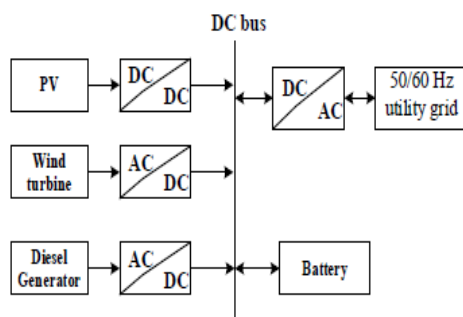 DC bus
PV
DC
DC
DC
AC
50/60 Hz
utility grid
Wind
turbine
AC
DC
Diesel
Generator
AC
DC
Battery